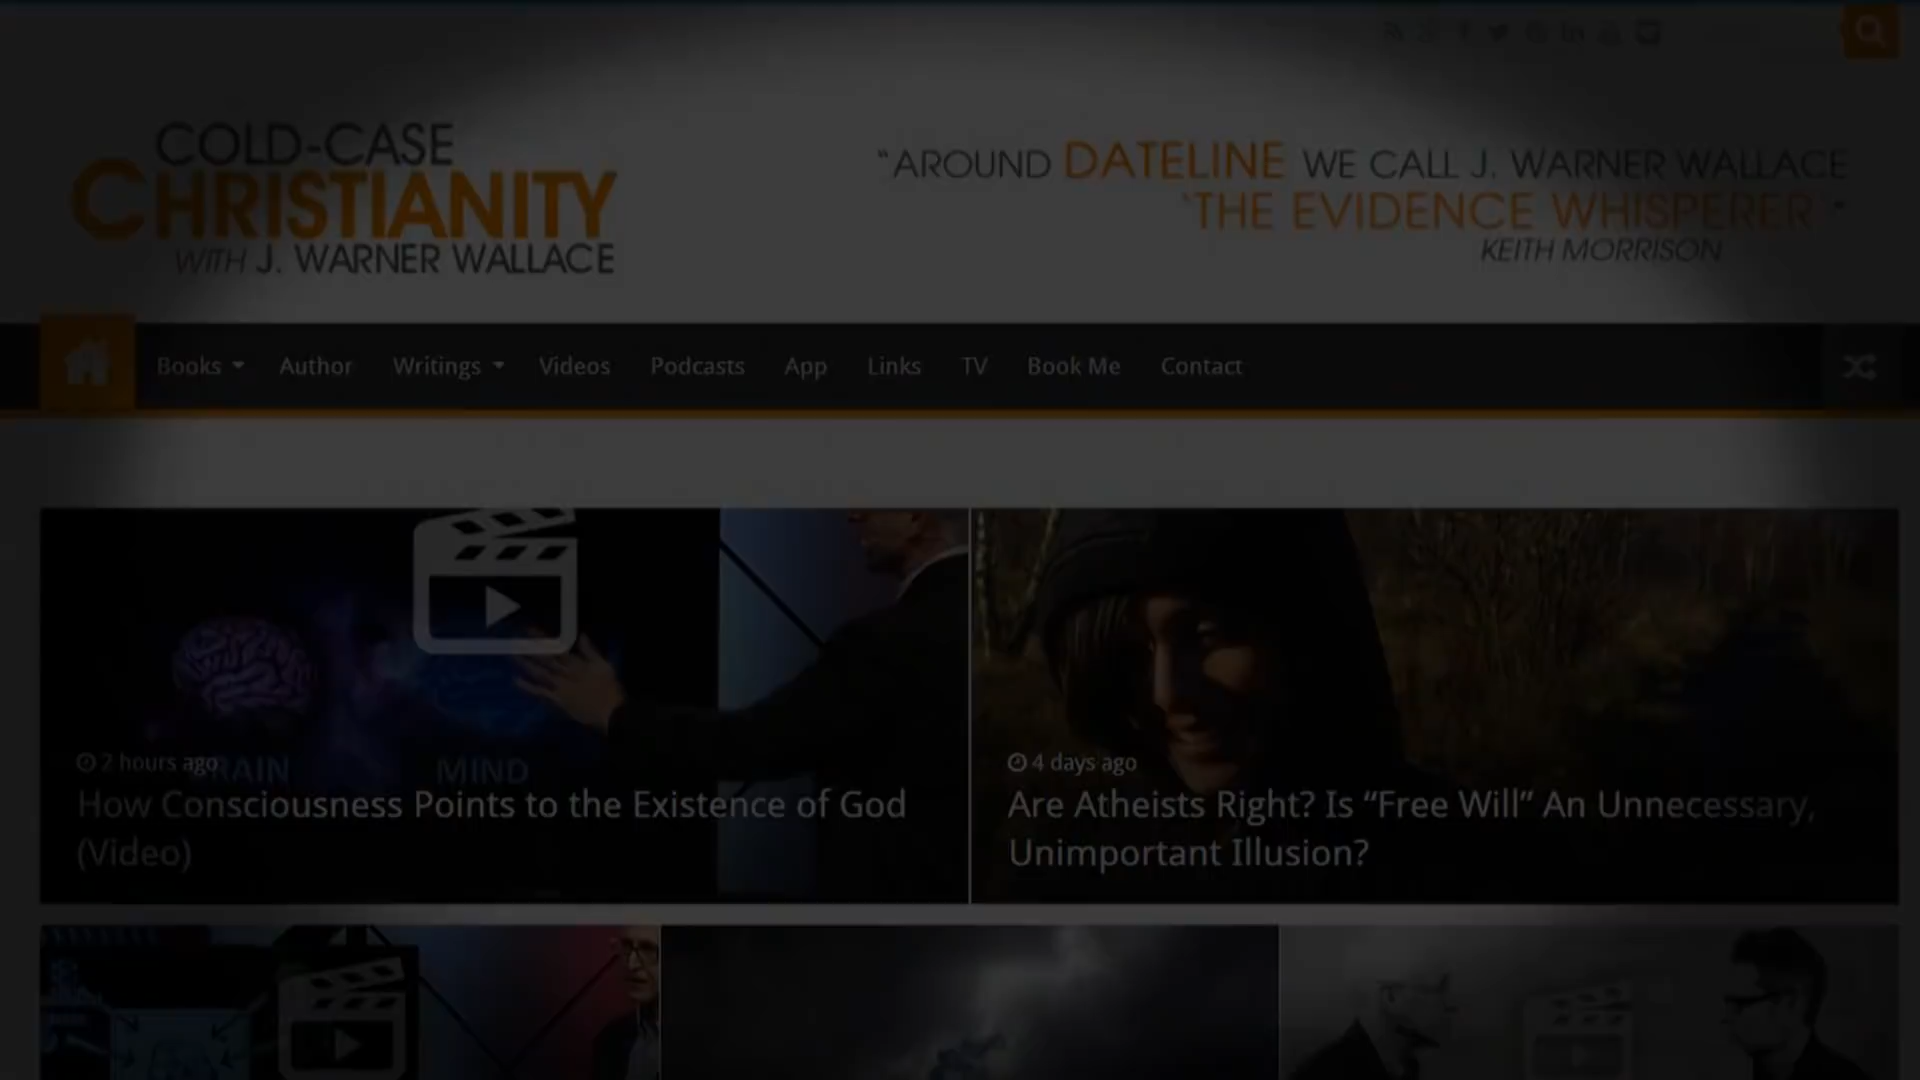 COLD-CASE
CHRISTIANITY
WITH J. WARNER WALLACE
“AROUND DATELINE WE CALL J. WARNER WALLACE
‘THE EVIDENCE WHISPERER’”
KEITH MORRISON
Books Author Writings Videos Podcasts App Links TV Book Me Contact
BRAIN MIND
2 hours ago
How Consciousness Points to the Existence of God
(Video)
4 days ago
Are Atheists Right? Is “Free Will” An Unnecessary,
Unimportant Illusion?